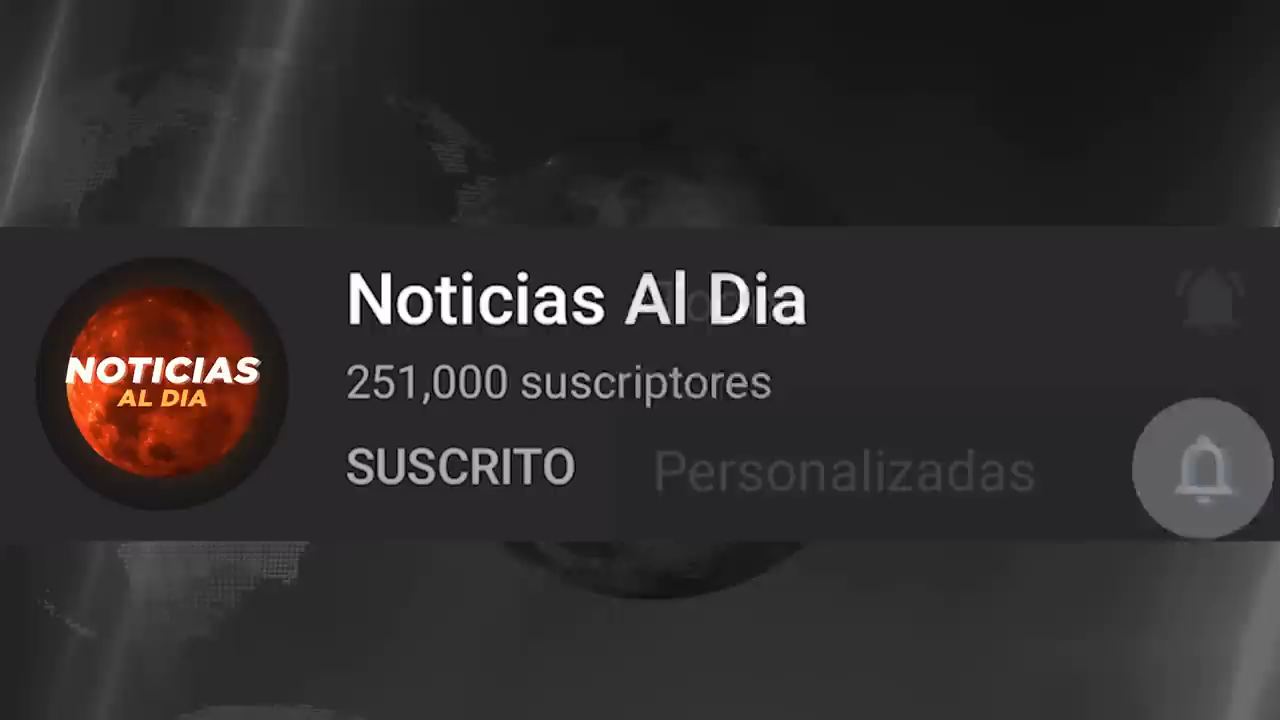 NOTICIAS
AL DIA
Noticias Al Dia
251,000 suscriptores
SUSCRITO
Personalizadas